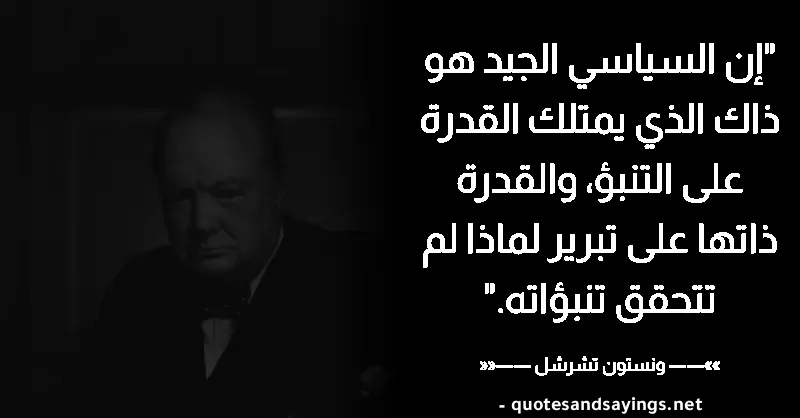 "إن السياسي الجيد هو
ذاك الذي يمتلك القدرة
على التنبؤ، والقدرة
ذاتها على تبرير لماذا لم
تتحقق تنبؤاته."
»»—— ونستون تشرشل ——««
- quotesandsayings.net